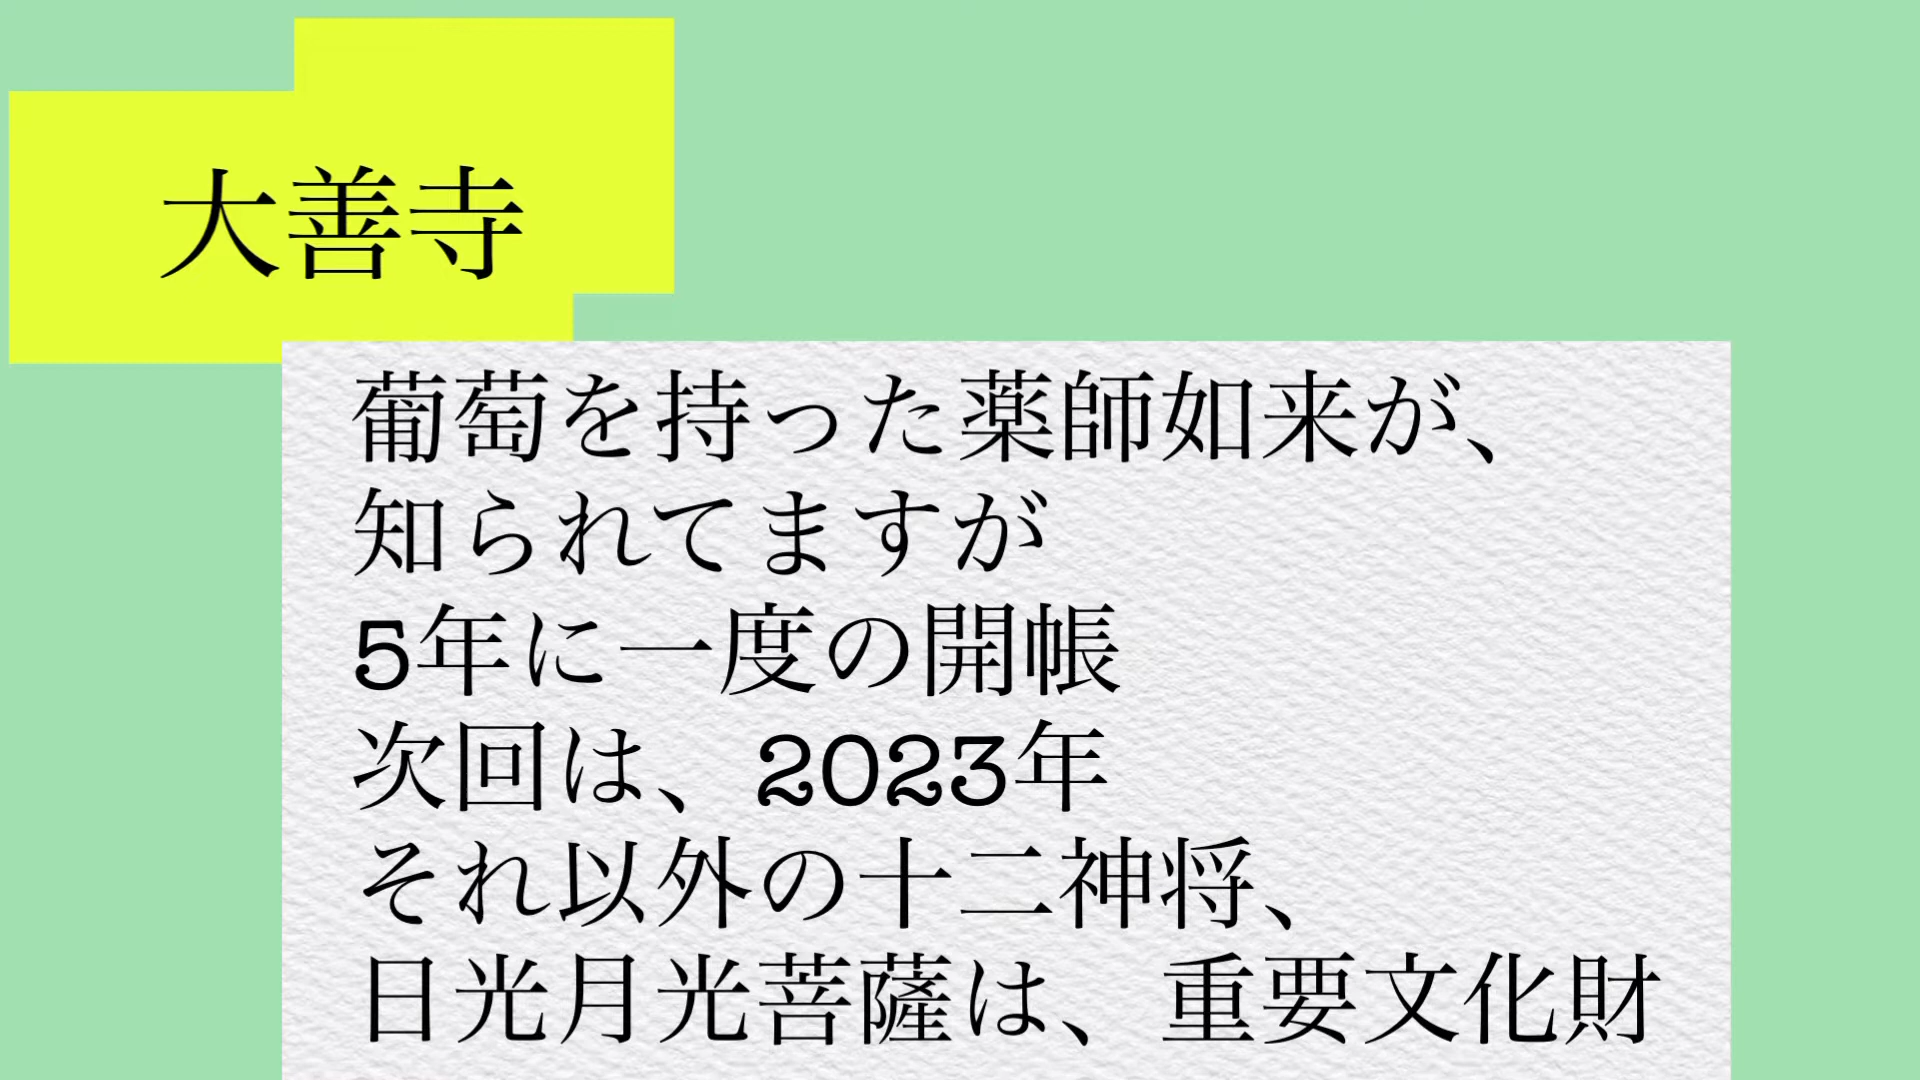 大善寺
葡萄を持った薬師如来が、
知られてますが
5年に一度の開帳
次回は、2023年
それ以外の十二神将、
日光月光菩薩は、重要文化財